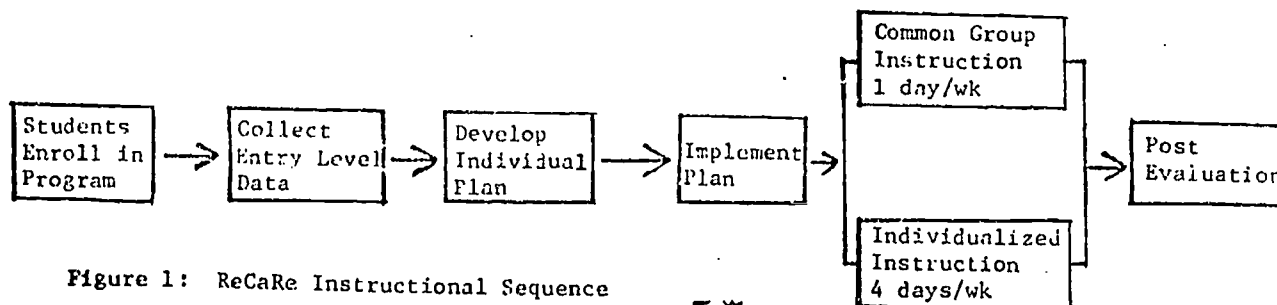 Students
Enroll in
Program
Collect
Entry Level
Data
Develop
Individual
Plan
Implement
Plan
Common Group
Instruction
1 day/wk
Individualized
Instruction
4 days/wk
Post
Evaluation
Figure 1: ReCaRe Instructional Sequence